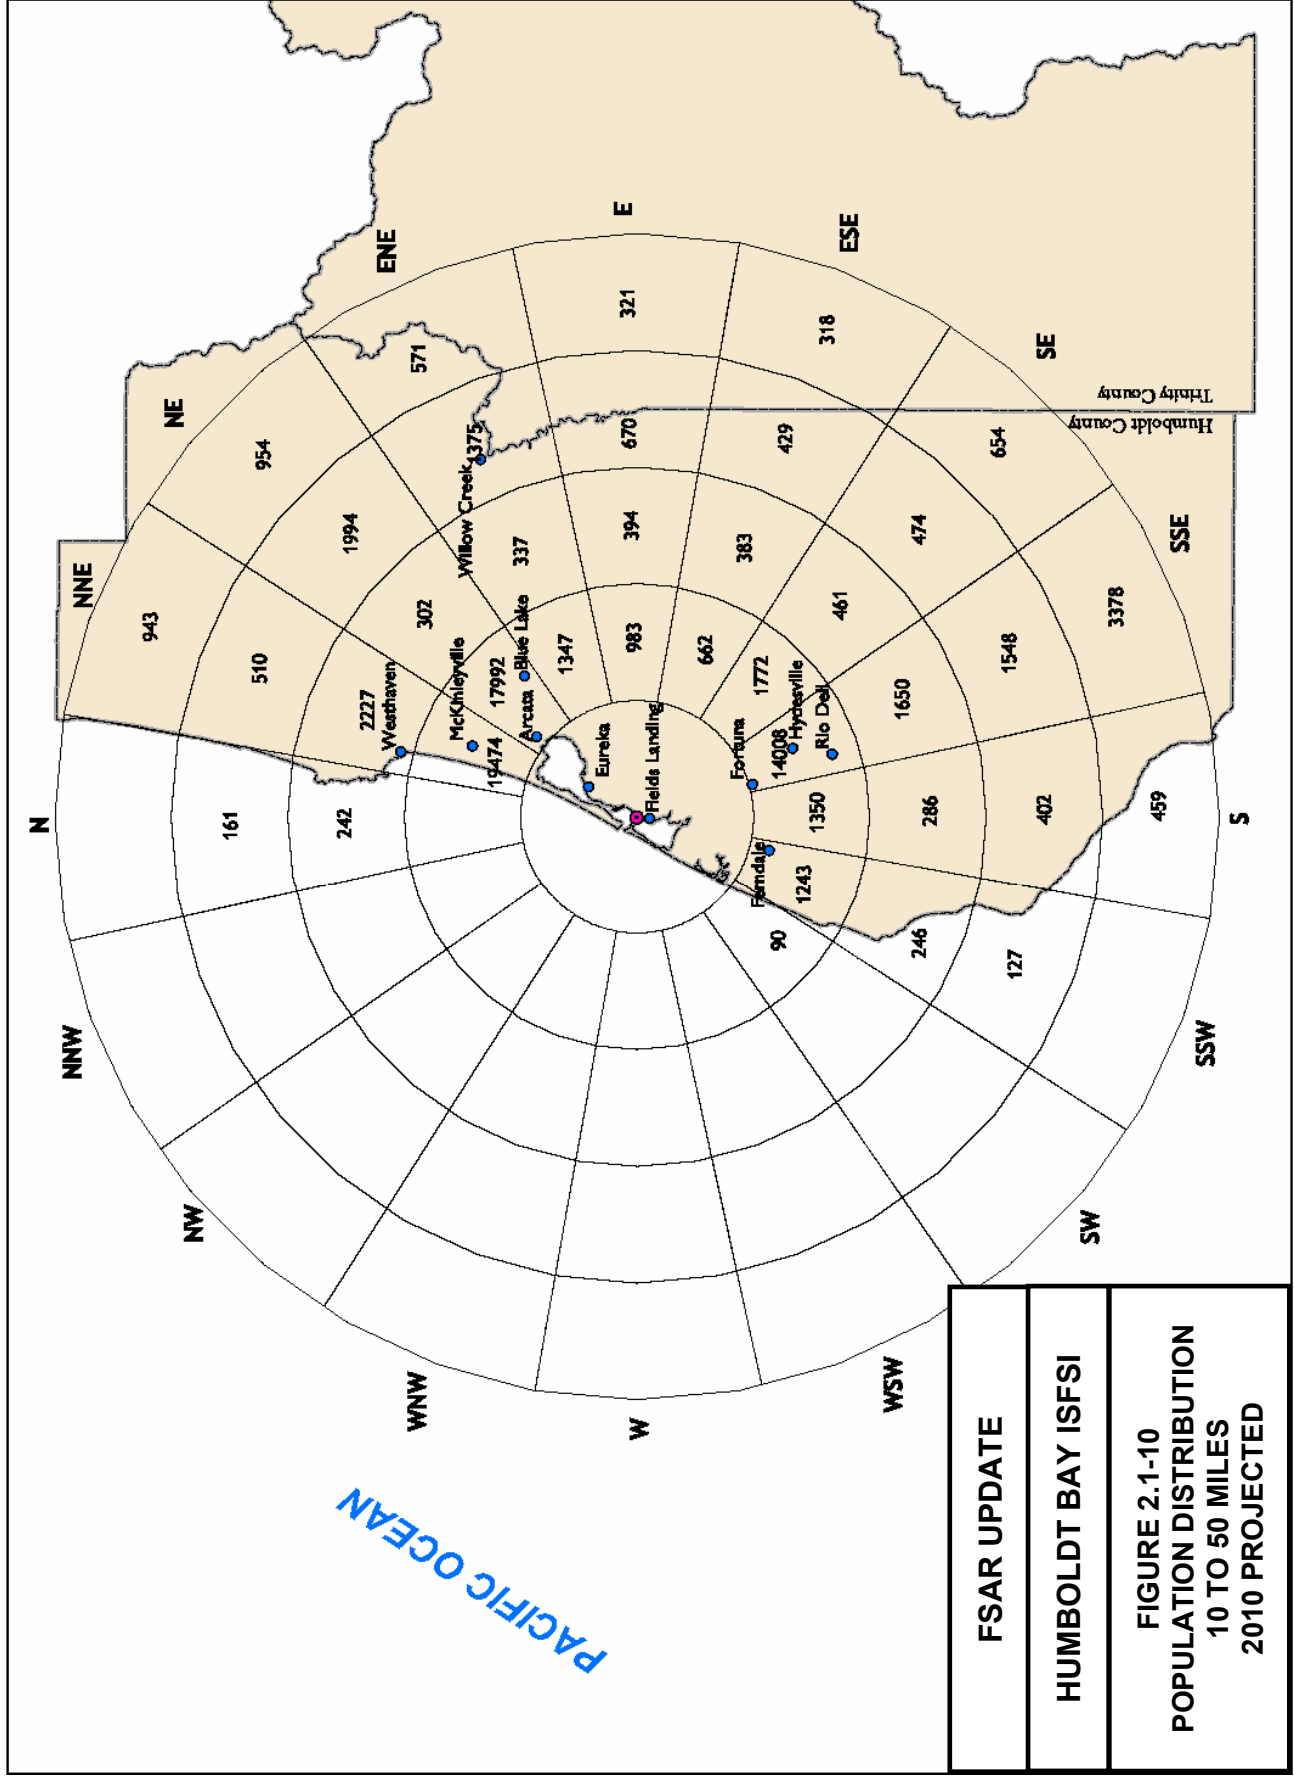 N
NNE
NE
ENE
E
ESE
SE
SSE
S
SSW
SW
WSW
W
WNW
NW
NNW
943
954
571
321
318
654
3378
459
161
510
1994
1375
670
429
474
1548
402
127
242
2227
302
337
394
383
461
1650
286
246
19474
17992
1347
983
662
1772
14008
1350
1243
90
Westhaven
McKinleyville
Willow Creek
Blue Lake
Arcata
Eureka
Fields Landing
Fortuna
Hydesville
Rio Dell
Ferndale
Trinity County
Humboldt County
PACIFIC OCEAN
FSAR UPDATE
HUMBOLDT BAY ISFSI
FIGURE 2.1-10
POPULATION DISTRIBUTION
10 TO 50 MILES
2010 PROJECTED